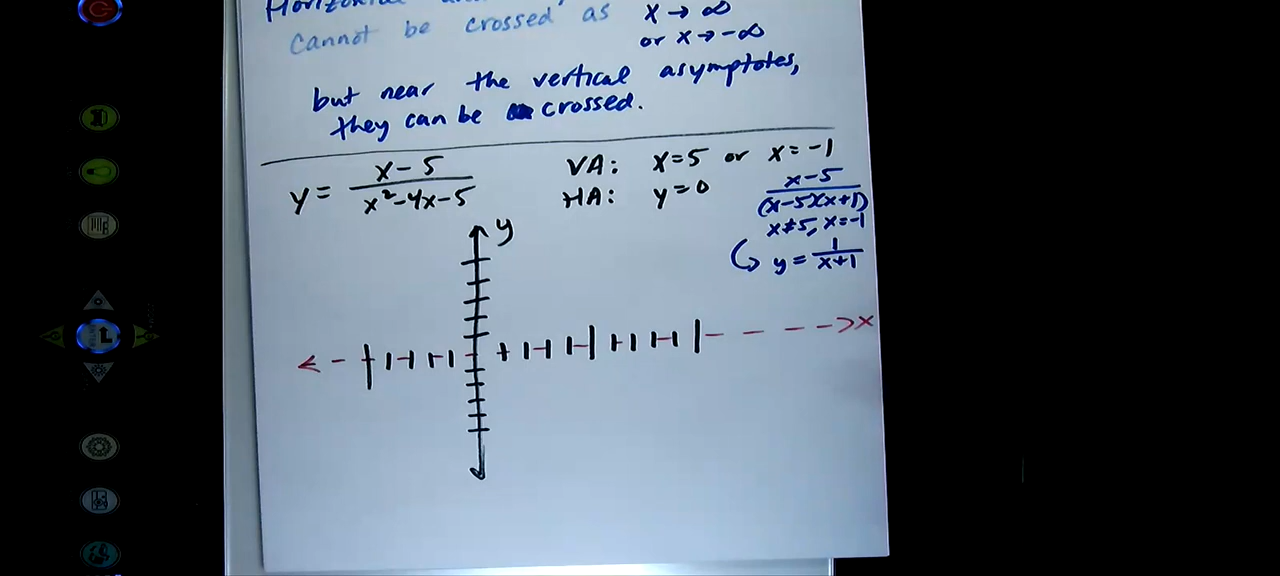 Horizontal
cannot be crossed as x → ∞
or x → -∞
but near the vertical asymptotes,
they can be crossed.
y = (x-5)/(x²-4x-5)
VA: x=5 or x=-1
HA: y=0
(x-5)/((x-5)(x+1))
x≠5, x=-1
↳ y = 1/(x+1)
y
x